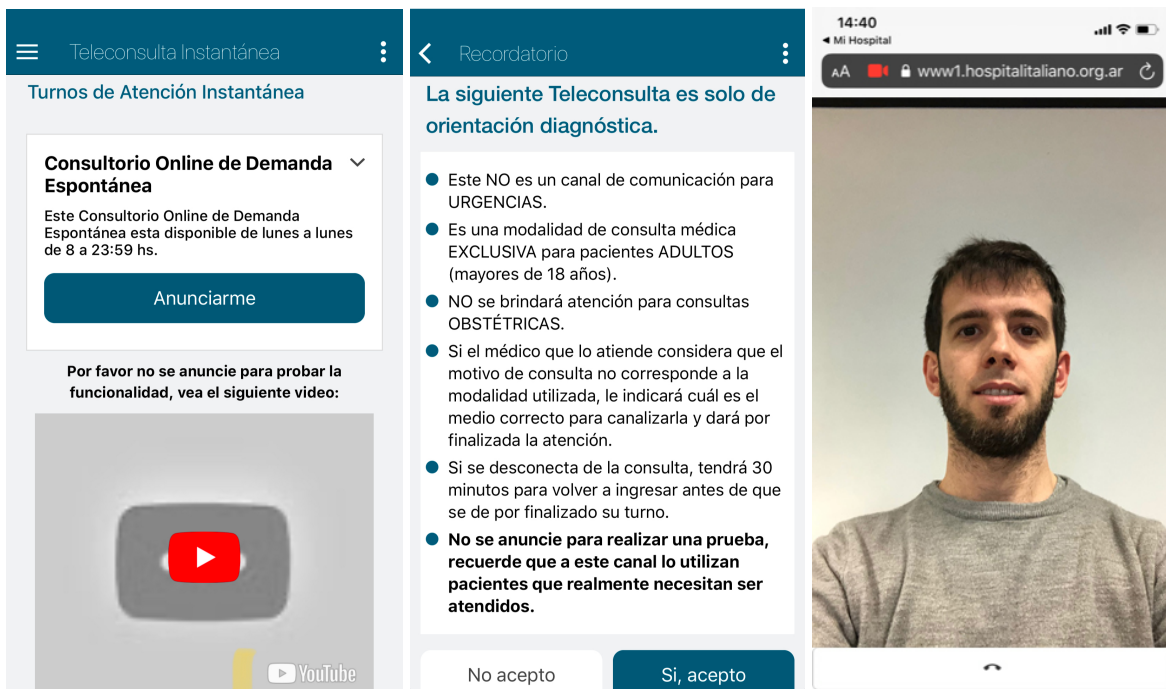 Teleconsulta Instantánea
Turnos de Atención Instantánea
Consultorio Online de Demanda
Espontánea
Este Consultorio Online de Demanda
Espontánea esta disponible de lunes a lunes
de 8 a 23:59 hs.
Anunciarme
Por favor no se anuncie para probar la
funcionalidad, vea el siguiente video:
YouTube
Recordatorio
La siguiente Teleconsulta es solo de
orientación diagnóstica.
Este NO es un canal de comunicación para
URGENCIAS.
Es una modalidad de consulta médica
EXCLUSIVA para pacientes ADULTOS
(mayores de 18 años).
NO se brindará atención para consultas
OBSTÉTRICAS.
Si el médico que lo atiende considera que el
motivo de consulta no corresponde a la
modalidad utilizada, le indicará cuál es el
medio correcto para canalizarla y dará por
finalizada la atención.
Si se desconecta de la consulta, tendrá 30
minutos para volver a ingresar antes de que
se de por finalizado su turno.
No se anuncie para realizar una prueba,
recuerde que a este canal lo utilizan
pacientes que realmente necesitan ser
atendidos.
No acepto
Si, acepto
14:40
Mi Hospital
AA www1.hospitalitaliano.org.ar